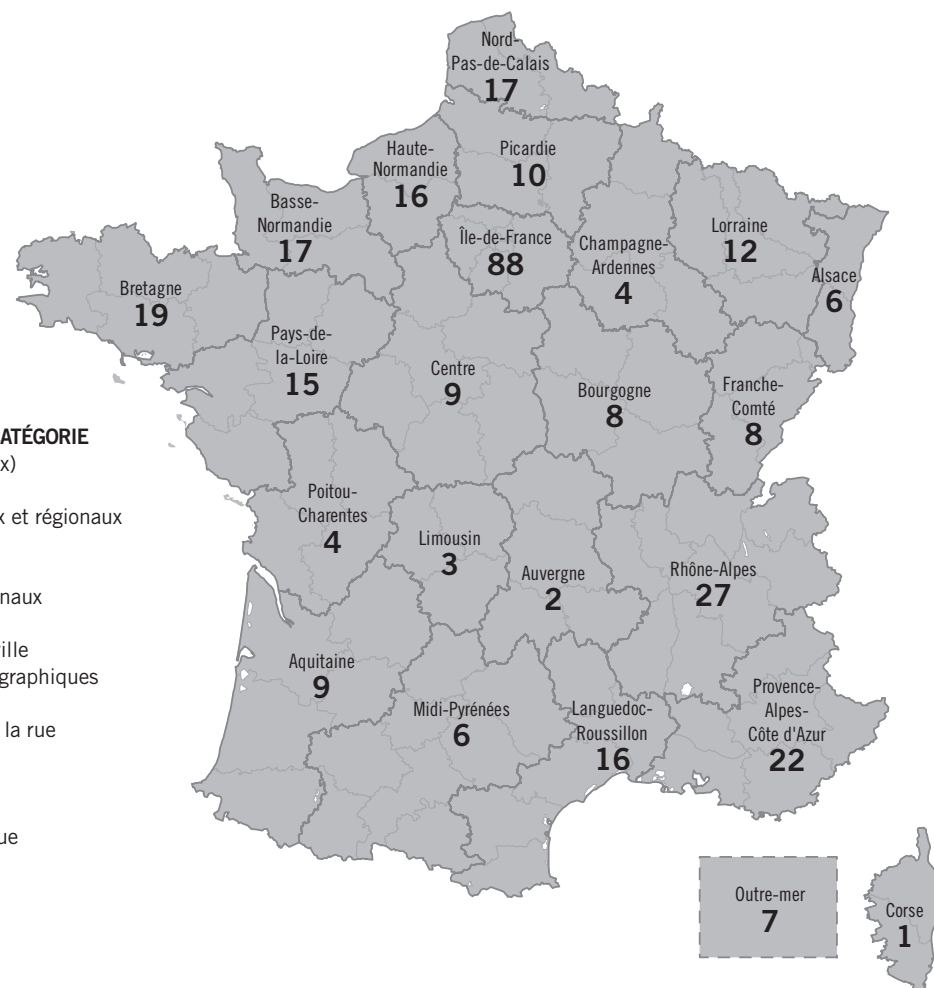 Nord-
Pas-de-Calais
17
Haute-
Normandie
16
Picardie
10
Basse-
Normandie
17
Île-de-France
88
Champagne-
Ardennes
4
Lorraine
12
Alsace
6
Bretagne
19
Pays-de-
la-Loire
15
Centre
9
Bourgogne
8
Franche-
Comté
8
Poitou-
Charentes
4
Limousin
3
Auvergne
2
Rhône-Alpes
27
Aquitaine
9
Midi-Pyrénées
6
Languedoc-
Roussillon
16
Provence-
Alpes-
Côte d'Azur
22
Outre-mer
7
Corse
1
ATÉGORIE
x)
x et régionaux
naux
ille
graphiques
la rue
ue